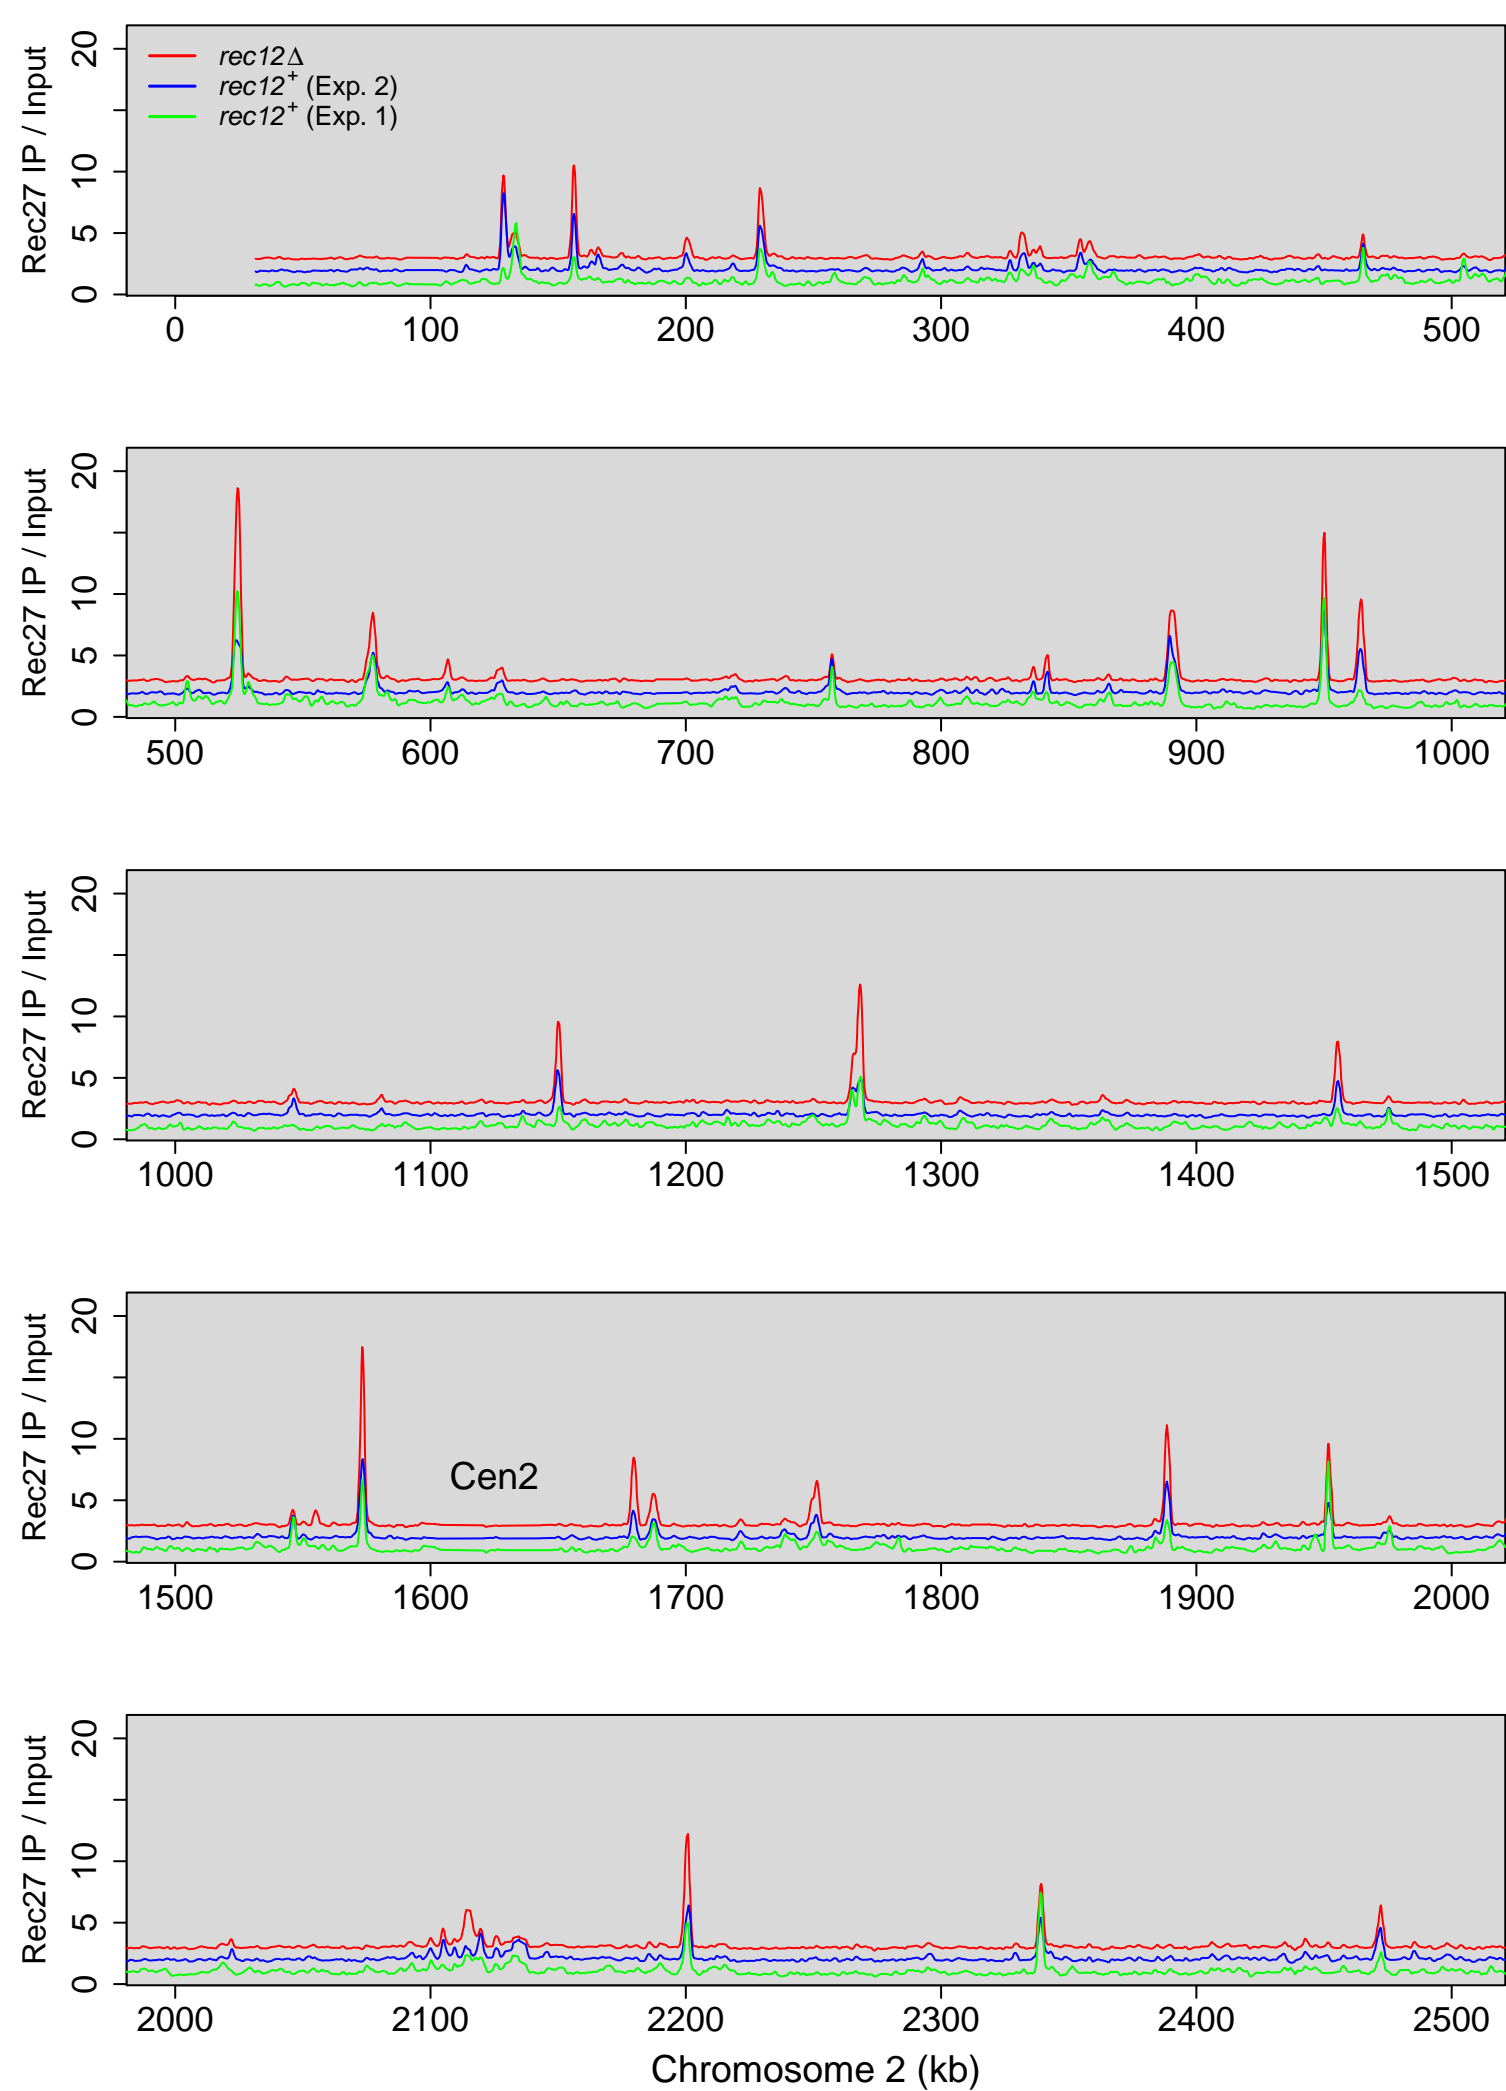 Rec27 IP / Input
0 5 10 20
rec12Δ
rec12⁺ (Exp. 2)
rec12⁺ (Exp. 1)
0 100 200 300 400 500
Rec27 IP / Input
0 5 10 20
500 600 700 800 900 1000
Rec27 IP / Input
0 5 10 20
1000 1100 1200 1300 1400 1500
Rec27 IP / Input
0 5 10 20
Cen2
1500 1600 1700 1800 1900 2000
Rec27 IP / Input
0 5 10 20
2000 2100 2200 2300 2400 2500
Chromosome 2 (kb)